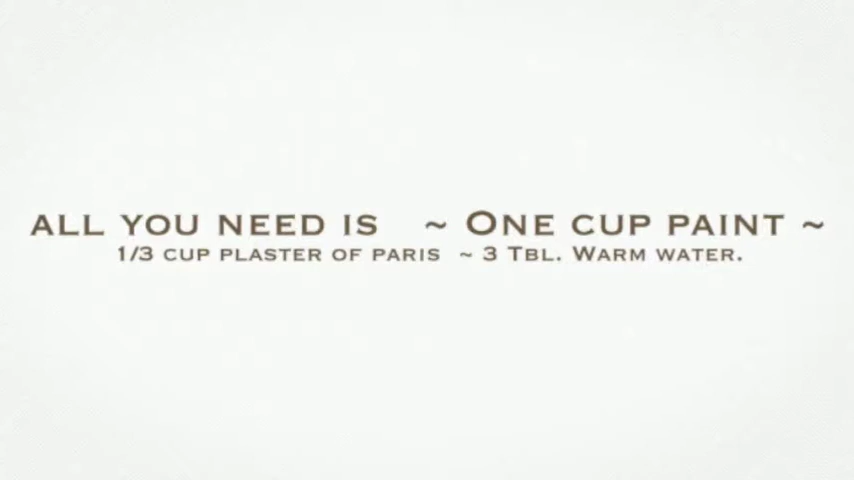 ALL YOU NEED IS ~ ONE CUP PAINT ~
1/3 CUP PLASTER OF PARIS ~ 3 TBL. WARM WATER.